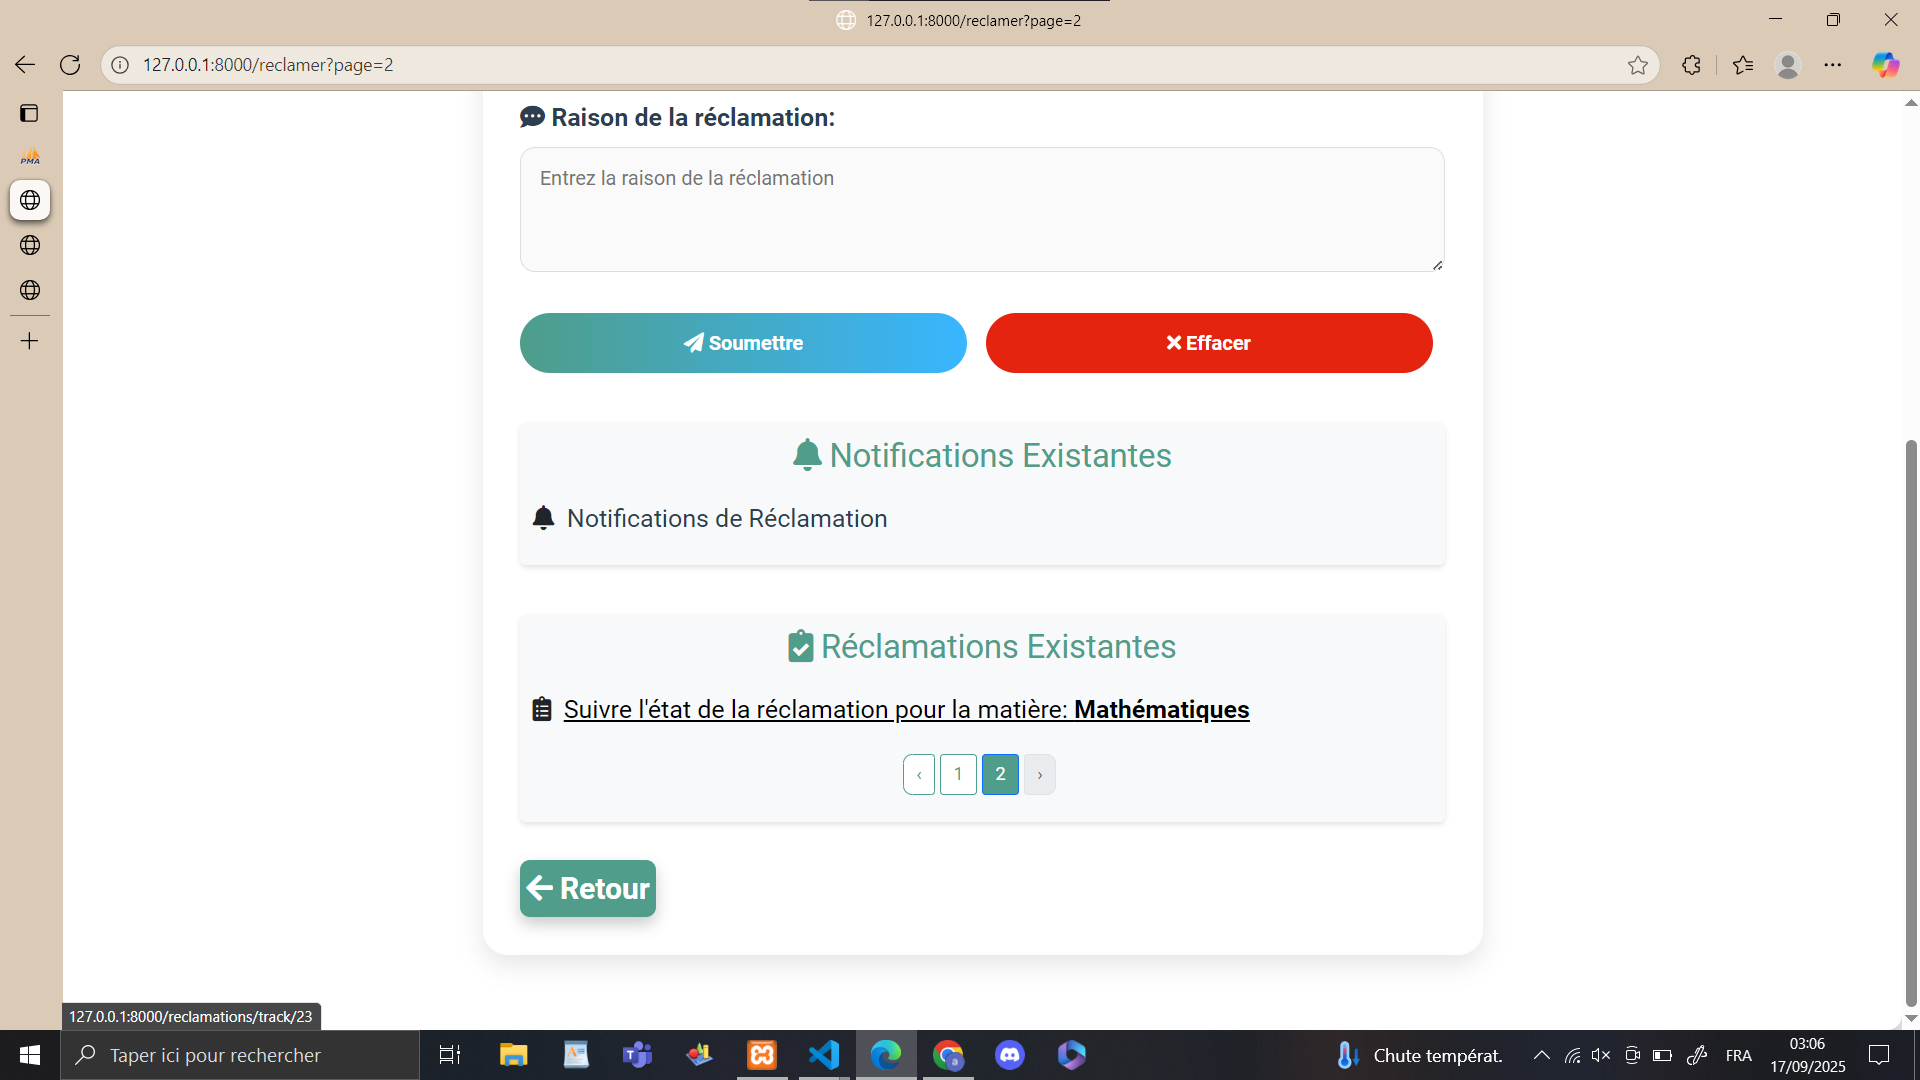 127.0.0.1:8000/reclamer?page=2
127.0.0.1:8000/reclamer?page=2
PMA
Raison de la réclamation:
Entrez la raison de la réclamation
Soumettre
Effacer
Notifications Existantes
Notifications de Réclamation
Réclamations Existantes
Suivre l'état de la réclamation pour la matière: Mathématiques
‹ 1 2 ›
Retour
127.0.0.1:8000/reclamations/track/23
Taper ici pour rechercher
Chute températ.
FRA
03:06
17/09/2025